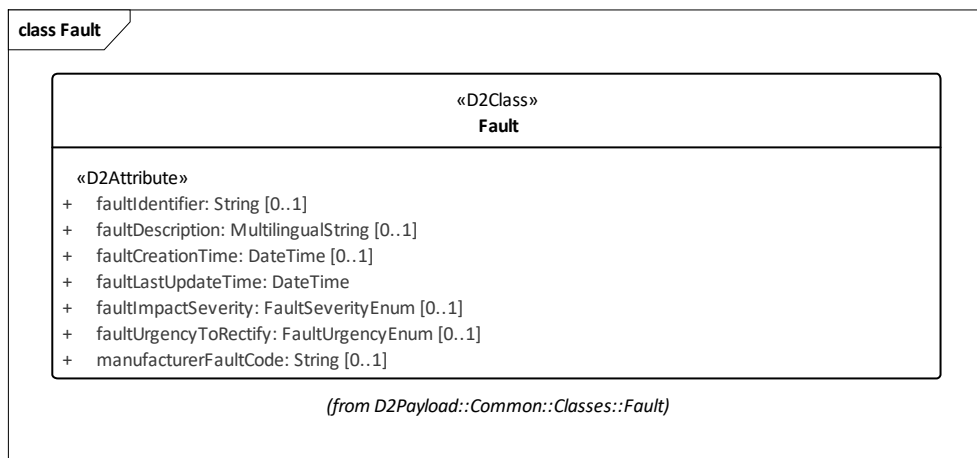 class Fault
«D2Class»
Fault
«D2Attribute»
+ faultIdentifier: String [0..1]
+ faultDescription: MultilingualString [0..1]
+ faultCreationTime: DateTime [0..1]
+ faultLastUpdateTime: DateTime
+ faultImpactSeverity: FaultSeverityEnum [0..1]
+ faultUrgencyToRectify: FaultUrgencyEnum [0..1]
+ manufacturerFaultCode: String [0..1]
(from D2Payload::Common::Classes::Fault)